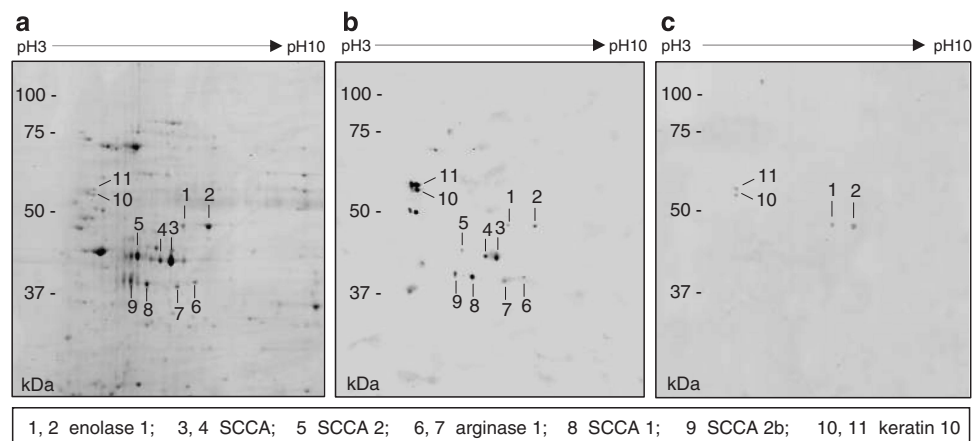 a
pH3 pH10
100 -
75 -
50 -
37 -
kDa
11
10
1 2
5 4 3
9 8 7 6
b
pH3 pH10
100 -
75 -
50 -
37 -
kDa
11
10
1 2
5 4 3
9 8 7 6
c
pH3 pH10
100 -
75 -
50 -
37 -
kDa
11
10
1 2
1, 2 enolase 1; 3, 4 SCCA; 5 SCCA 2; 6, 7 arginase 1; 8 SCCA 1; 9 SCCA 2b; 10, 11 keratin 10